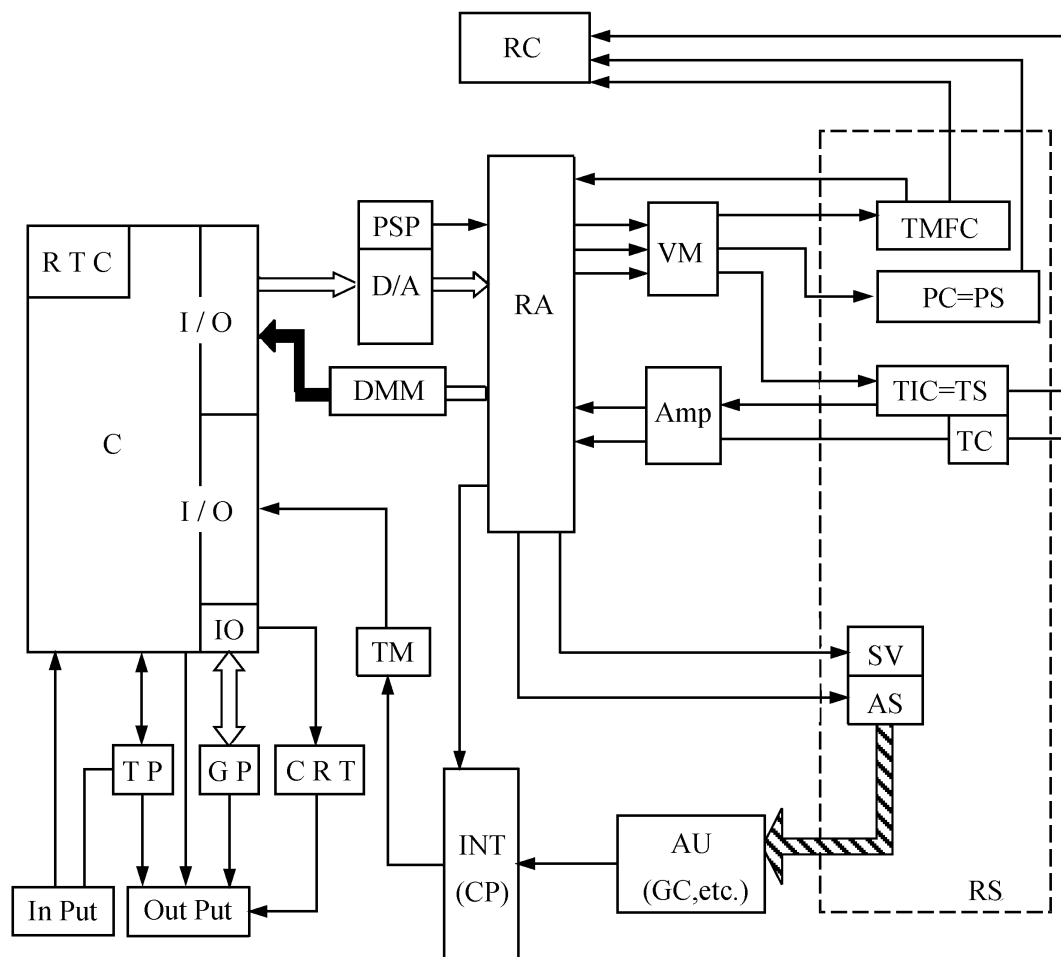 RC
PSP
TMFC
R T C
VM
D/A
RA
PC=PS
I / O
DMM
TIC=TS
Amp
C
TC
I / O
IO
TM
SV
AS
T P
G P
C R T
INT
(CP)
AU
(GC,etc.)
RS
In Put
Out Put